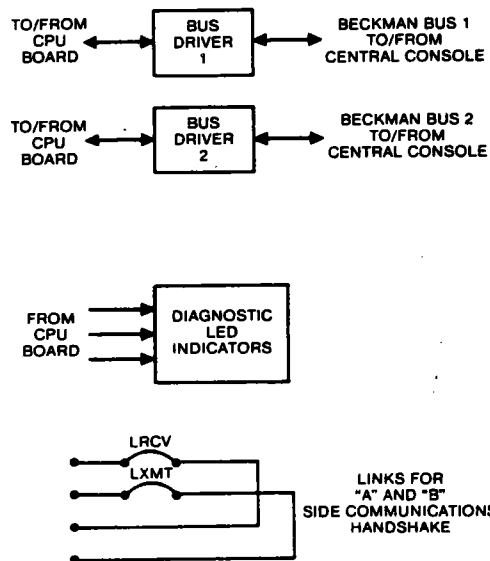 TO/FROM
CPU
BOARD
BUS
DRIVER
1
BECKMAN BUS 1
TO/FROM
CENTRAL CONSOLE
TO/FROM
CPU
BOARD
BUS
DRIVER
2
BECKMAN BUS 2
TO/FROM
CENTRAL CONSOLE
FROM
CPU
BOARD
DIAGNOSTIC
LED
INDICATORS
LRCV
LXMT
LINKS FOR
"A" AND "B"
SIDE COMMUNICATIONS
HANDSHAKE